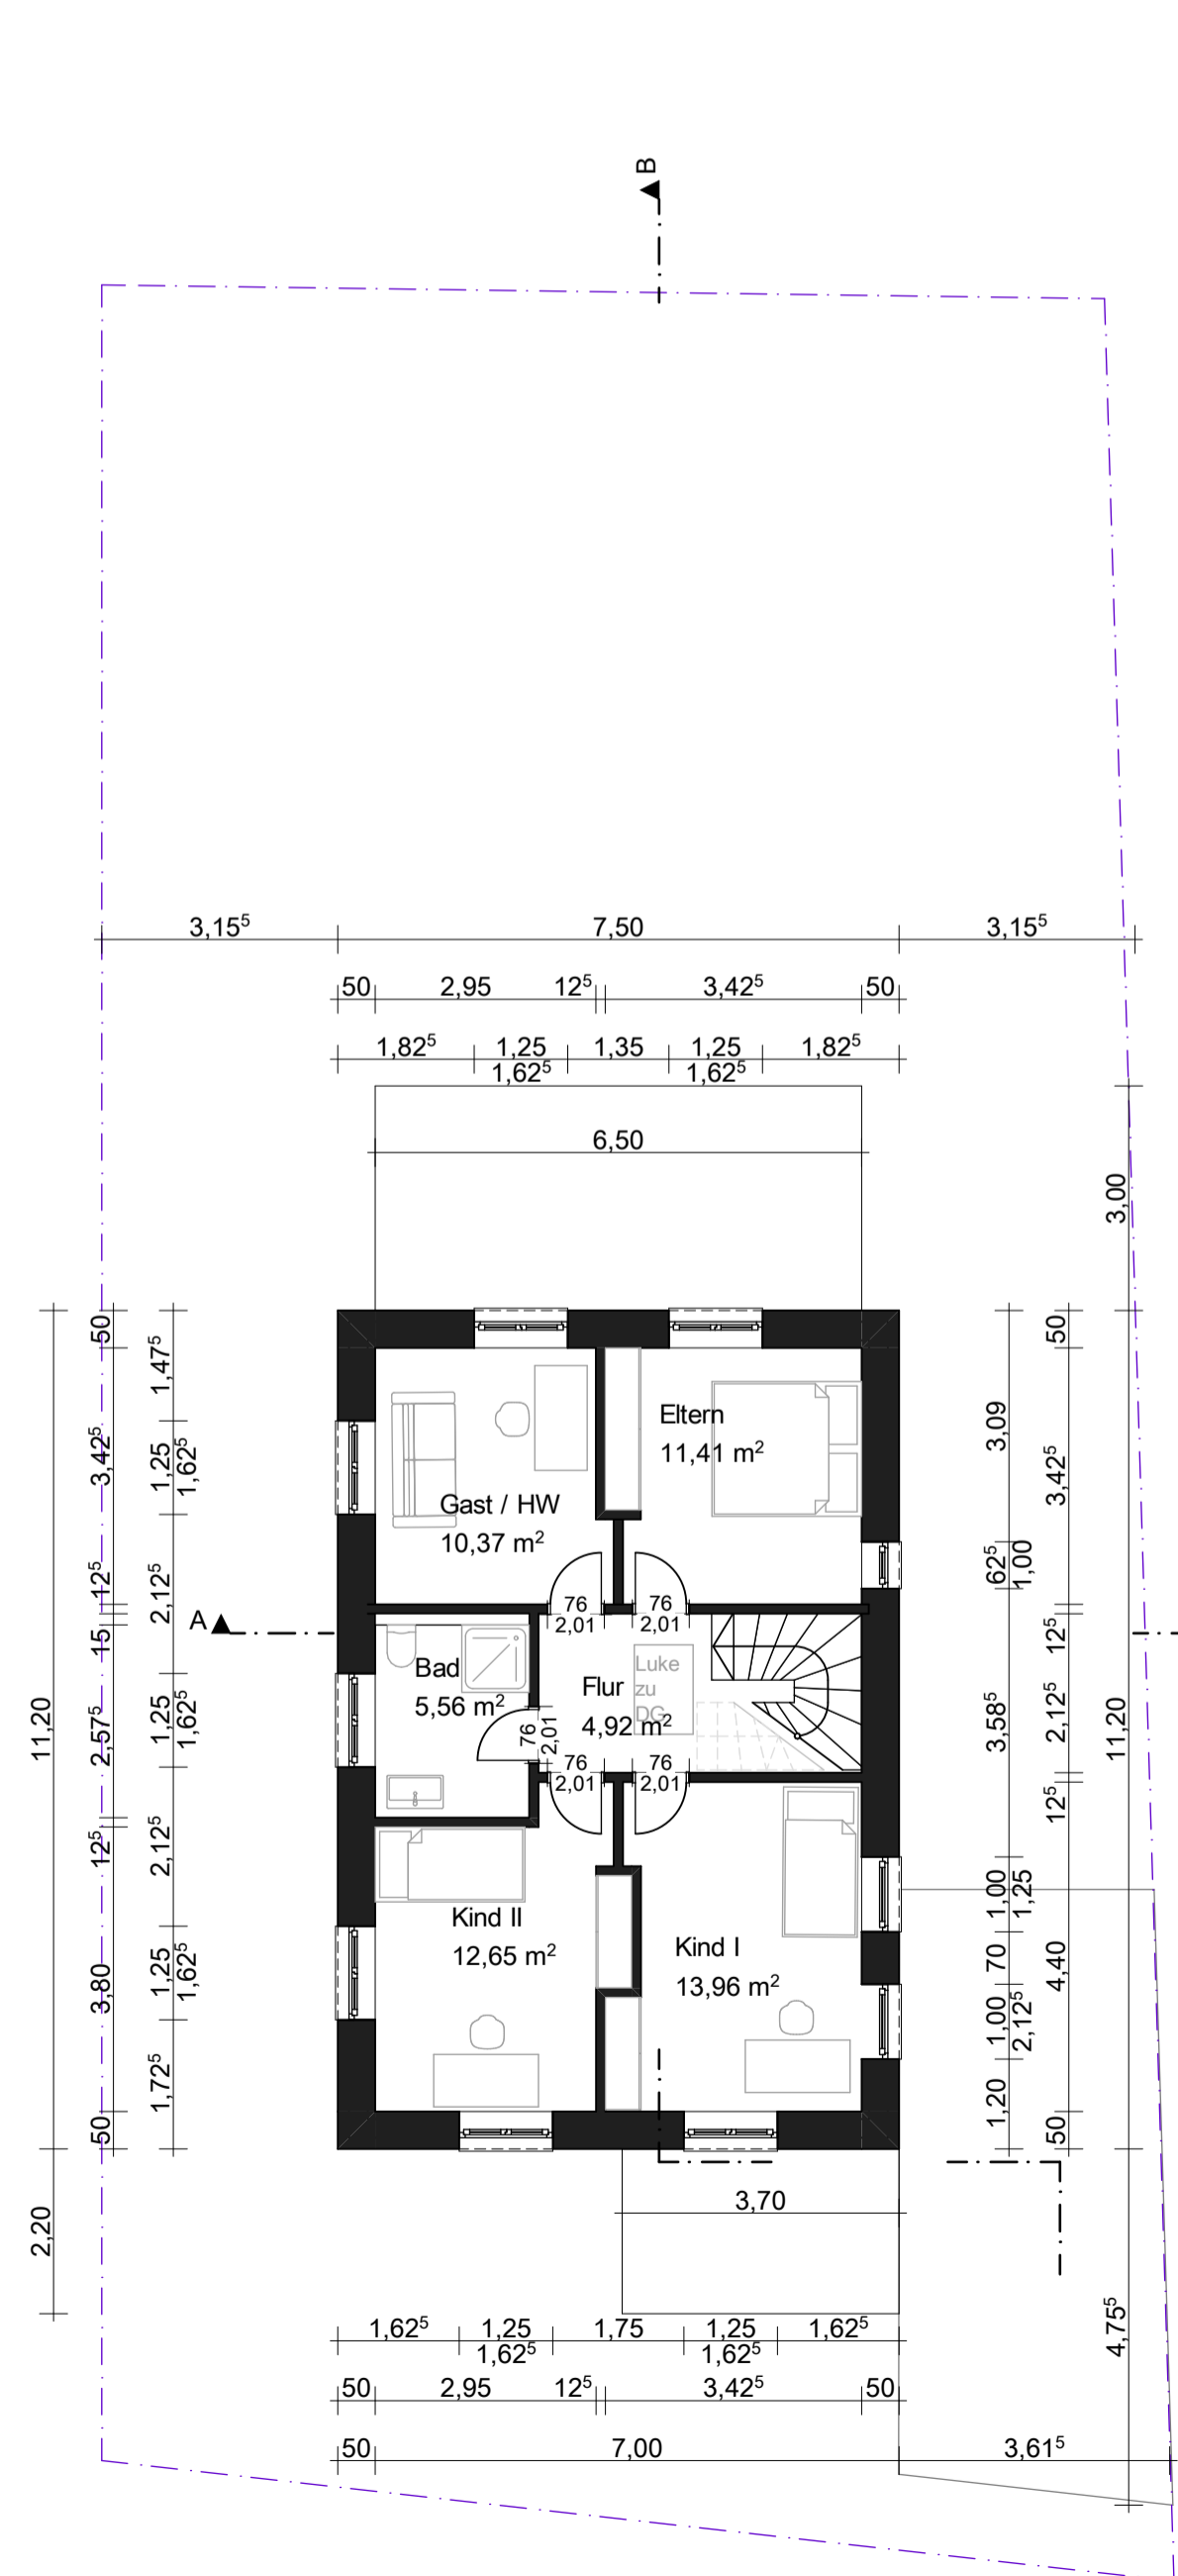 B
3,15⁵ 7,50 3,15⁵
50 2,95 12⁵ 3,42⁵ 50
1,82⁵ 1,25 1,35 1,25 1,82⁵
1,62⁵ 1,62⁵
6,50
3,00
50
1,47⁵
3,42⁵
1,25
1,62⁵
12⁵
2,12⁵
15
11,20
2,57⁵
1,25
1,62⁵
12⁵
2,12⁵
3,80
1,25
1,62⁵
1,72⁵
50
2,20
A
Eltern
11,41 m²
Gast / HW
10,37 m²
76
2,01
76
2,01
Bad
5,56 m²
Flur
4,92 m²
Luke
zu
DG
76
2,01
76
2,01
76
2,01
Kind II
12,65 m²
Kind I
13,96 m²
50
3,09
3,42⁵
62⁵
1,00
12⁵
3,58⁵
2,12⁵
11,20
12⁵
1,00
1,25
70
4,40
1,00
2,12⁵
1,20
50
4,75⁵
3,70
1,62⁵ 1,25 1,75 1,25 1,62⁵
1,62⁵ 1,62⁵
50 2,95 12⁵ 3,42⁵ 50
50 7,00 3,61⁵